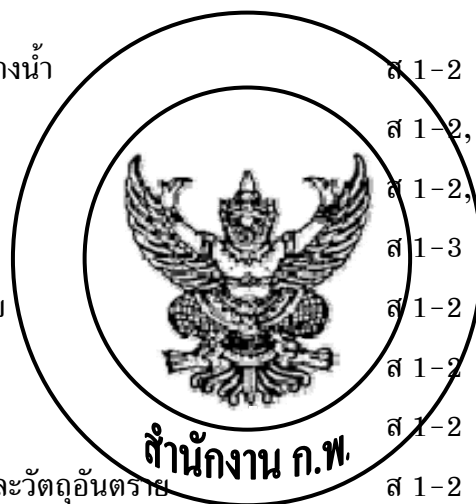 างน้ำ ส 1-2
ส 1-2,
ส 1-2,
ส 1-3
ย ส 1-2
ส 1-2
ส 1-2
สำนักงาน ก.พ.
ละวัตถุอันตราย ส 1-2